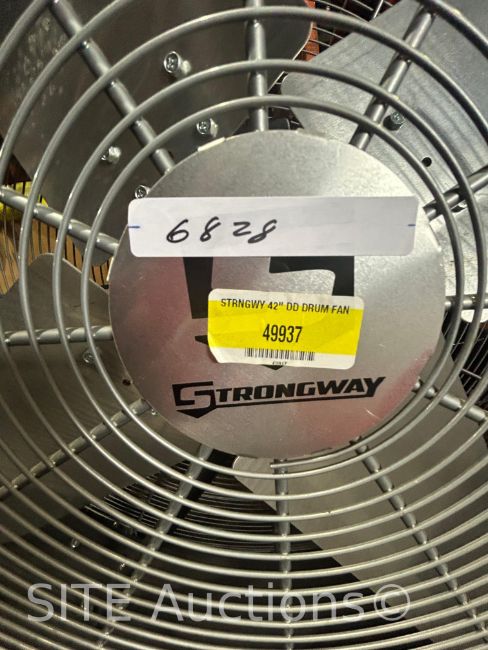 6828
STRNGWY 42" DD DRUM FAN
49937
STRONGWAY
SITE Auctions©